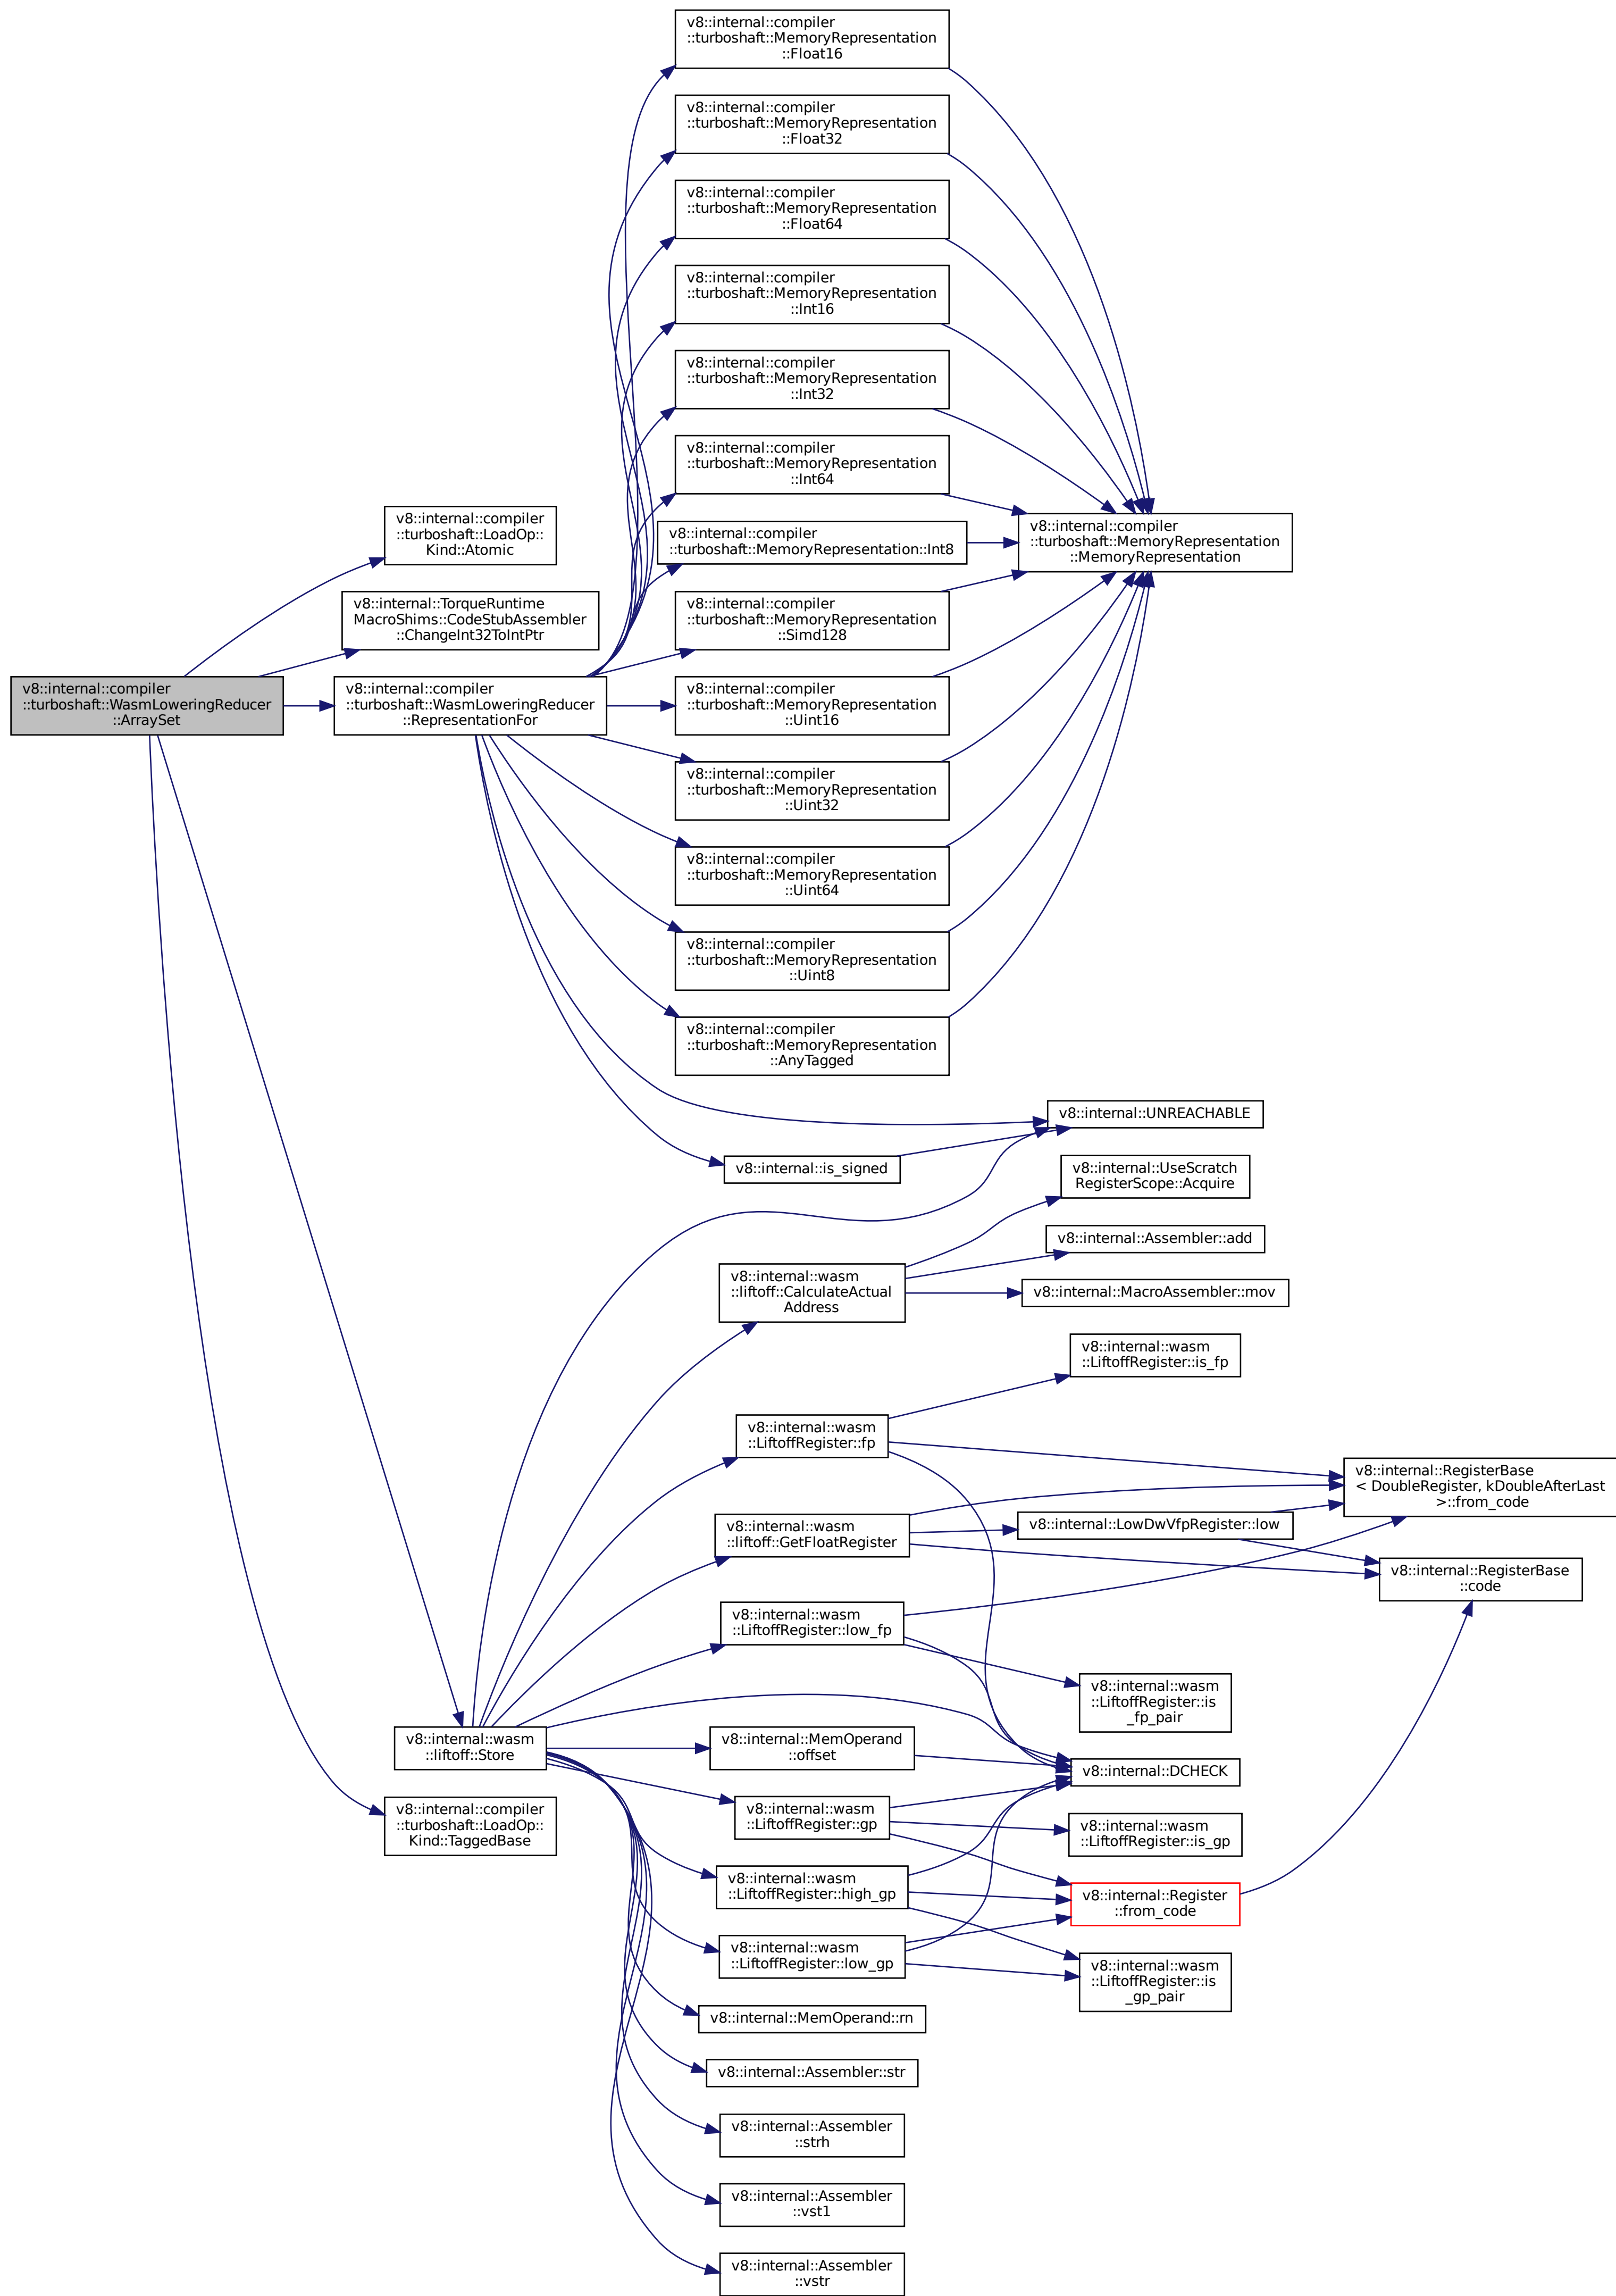 v8::internal::compiler
::turboshaft::WasmLoweringReducer
::ArraySet
v8::internal::compiler
::turboshaft::LoadOp::
Kind::Atomic
v8::internal::TorqueRuntime
MacroShims::CodeStubAssembler
::ChangeInt32ToIntPtr
v8::internal::compiler
::turboshaft::WasmLoweringReducer
::RepresentationFor
v8::internal::wasm
::liftoff::Store
v8::internal::compiler
::turboshaft::LoadOp::
Kind::TaggedBase
v8::internal::compiler
::turboshaft::MemoryRepresentation
::Float16
v8::internal::compiler
::turboshaft::MemoryRepresentation
::Float32
v8::internal::compiler
::turboshaft::MemoryRepresentation
::Float64
v8::internal::compiler
::turboshaft::MemoryRepresentation
::Int16
v8::internal::compiler
::turboshaft::MemoryRepresentation
::Int32
v8::internal::compiler
::turboshaft::MemoryRepresentation
::Int64
v8::internal::compiler
::turboshaft::MemoryRepresentation::Int8
v8::internal::compiler
::turboshaft::MemoryRepresentation
::Simd128
v8::internal::compiler
::turboshaft::MemoryRepresentation
::Uint16
v8::internal::compiler
::turboshaft::MemoryRepresentation
::Uint32
v8::internal::compiler
::turboshaft::MemoryRepresentation
::Uint64
v8::internal::compiler
::turboshaft::MemoryRepresentation
::Uint8
v8::internal::compiler
::turboshaft::MemoryRepresentation
::AnyTagged
v8::internal::is_signed
v8::internal::wasm
::liftoff::CalculateActual
Address
v8::internal::wasm
::LiftoffRegister::fp
v8::internal::wasm
::liftoff::GetFloatRegister
v8::internal::wasm
::LiftoffRegister::low_fp
v8::internal::MemOperand
::offset
v8::internal::wasm
::LiftoffRegister::gp
v8::internal::wasm
::LiftoffRegister::high_gp
v8::internal::wasm
::LiftoffRegister::low_gp
v8::internal::MemOperand::rn
v8::internal::Assembler::str
v8::internal::Assembler
::strh
v8::internal::Assembler
::vst1
v8::internal::Assembler
::vstr
v8::internal::compiler
::turboshaft::MemoryRepresentation
::MemoryRepresentation
v8::internal::UNREACHABLE
v8::internal::UseScratch
RegisterScope::Acquire
v8::internal::Assembler::add
v8::internal::MacroAssembler::mov
v8::internal::wasm
::LiftoffRegister::is_fp
v8::internal::LowDwVfpRegister::low
v8::internal::wasm
::LiftoffRegister::is
_fp_pair
v8::internal::DCHECK
v8::internal::wasm
::LiftoffRegister::is_gp
v8::internal::Register
::from_code
v8::internal::wasm
::LiftoffRegister::is
_gp_pair
v8::internal::RegisterBase
< DoubleRegister, kDoubleAfterLast
>::from_code
v8::internal::RegisterBase
::code